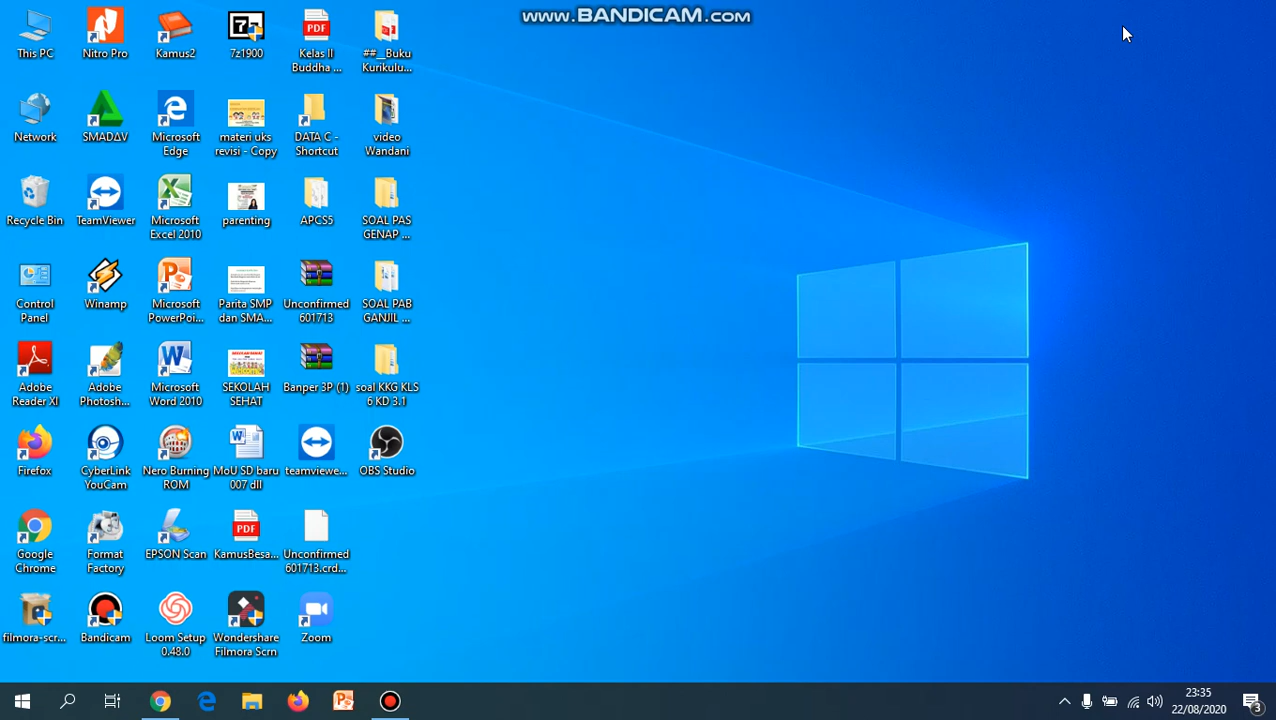 www.BANDICAM.com
This PC
Nitro Pro
Kamus2
7z1900
Kelas II
Buddha ...
##__Buku
Kurikulu...
Network
SMADΔV
Microsoft
Edge
materi uks
revisi - Copy
DATA C -
Shortcut
video
Wandani
Recycle Bin
TeamViewer
Microsoft
Excel 2010
parenting
APCS5
SOAL PAS
GENAP ...
Control
Panel
Winamp
Microsoft
PowerPoi...
Parita SMP
dan SMA...
Unconfirmed
601713
SOAL PAB
GANJIL ...
Adobe
Reader XI
Adobe
Photosh...
Microsoft
Word 2010
SEKOLAH
SEHAT
Banper 3P (1)
soal KKG KLS
6 KD 3.1
Firefox
CyberLink
YouCam
Nero Burning
ROM
MoU SD baru
007 dll
teamviewe...
OBS Studio
Google
Chrome
Format
Factory
EPSON Scan
PDF
KamusBesa...
Unconfirmed
601713.crd...
filmora-scr...
Bandicam
Loom Setup
0.48.0
Wondershare
Filmora Scrn
Zoom
23:35
22/08/2020
3